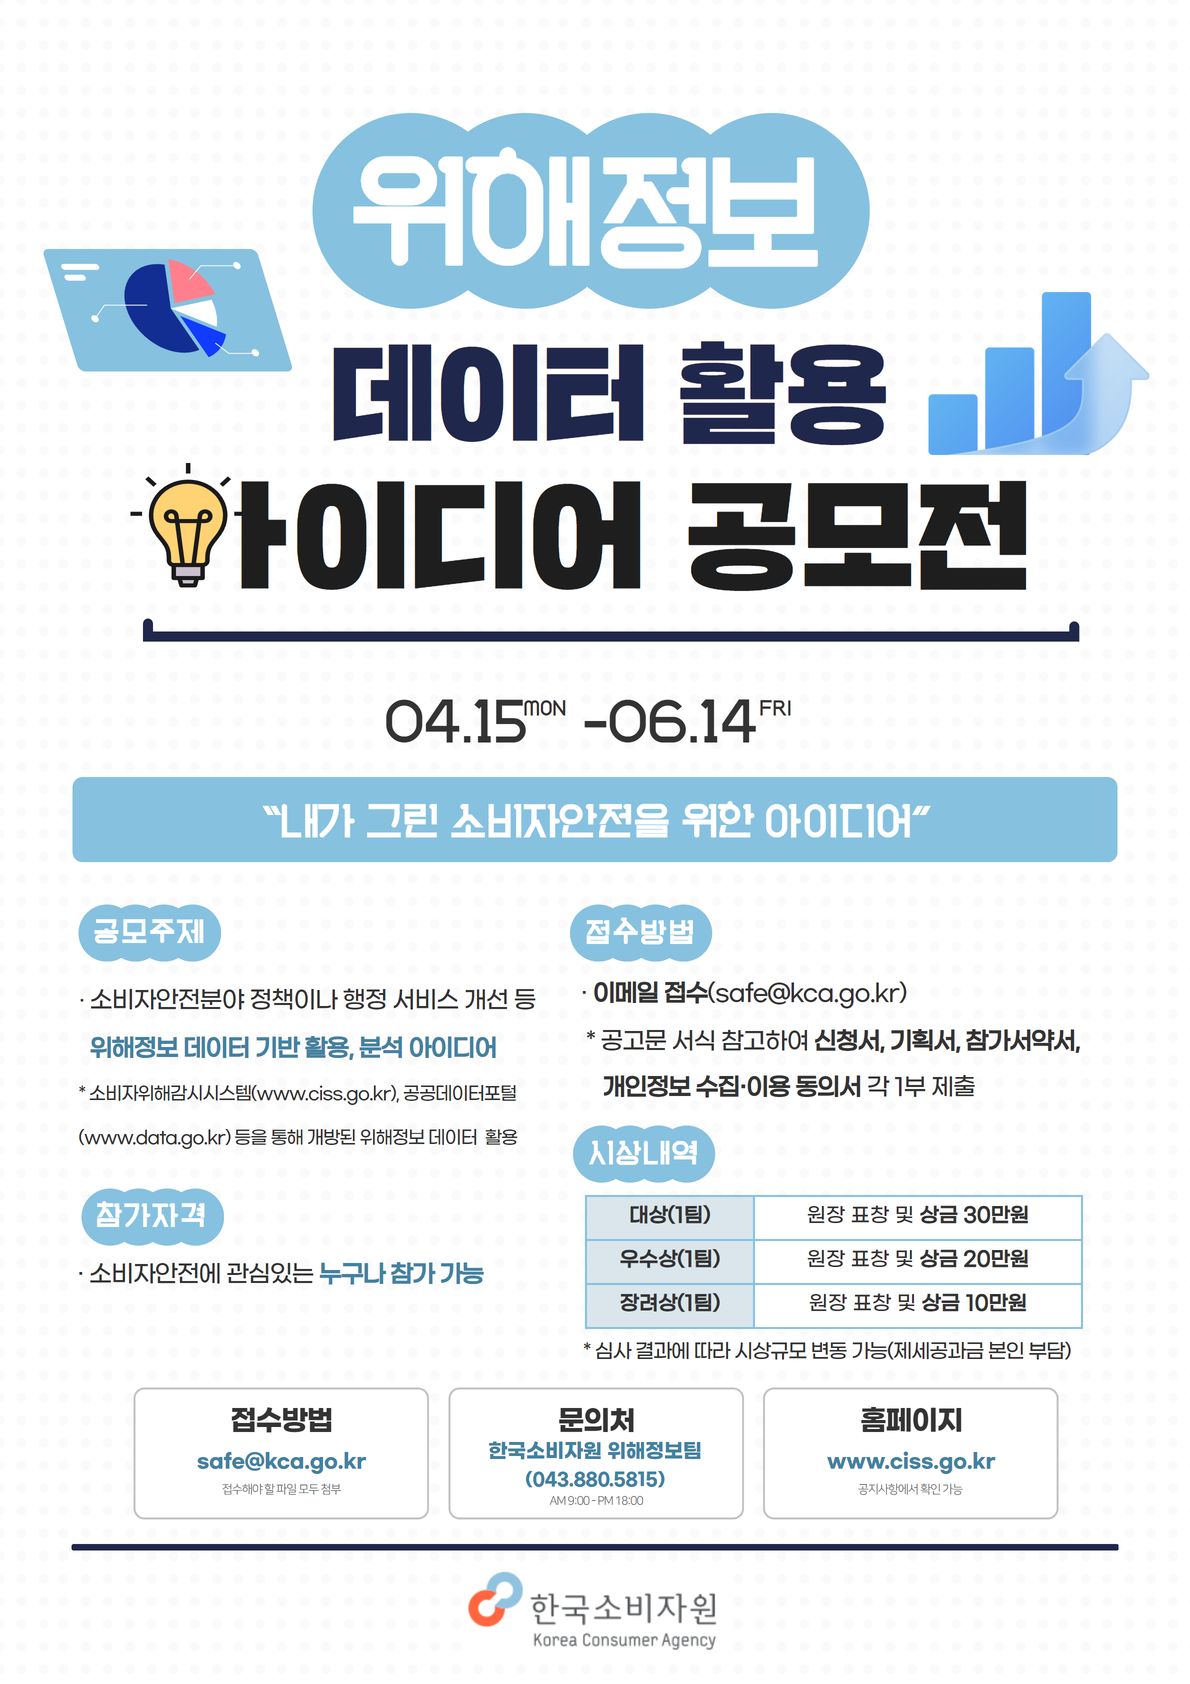 위해정보
데이터 활용
아이디어 공모전
04.15MON -06.14FRI
“내가 그린 소비자안전을 위한 아이디어”
공모주제
· 소비자안전분야 정책이나 행정 서비스 개선 등
위해정보 데이터 기반 활용, 분석 아이디어
* 소비자위해감시시스템(www.ciss.go.kr), 공공데이터포털
(www.data.go.kr) 등을 통해 개방된 위해정보 데이터 활용
참가자격
· 소비자안전에 관심있는 누구나 참가 가능
접수방법
· 이메일 접수(safe@kca.go.kr)
* 공고문 서식 참고하여 신청서, 기획서, 참가서약서,
개인정보 수집·이용 동의서 각 1부 제출
시상내역
대상(1팀) 원장 표창 및 상금 30만원
우수상(1팀) 원장 표창 및 상금 20만원
장려상(1팀) 원장 표창 및 상금 10만원
* 심사 결과에 따라 시상규모 변동 가능(제세공과금 본인 부담)
접수방법
safe@kca.go.kr
접수해야 할 파일 모두 첨부
문의처
한국소비자원 위해정보팀
(043.880.5815)
AM 9:00 - PM 18:00
홈페이지
www.ciss.go.kr
공지사항에서 확인 가능
한국소비자원
Korea Consumer Agency